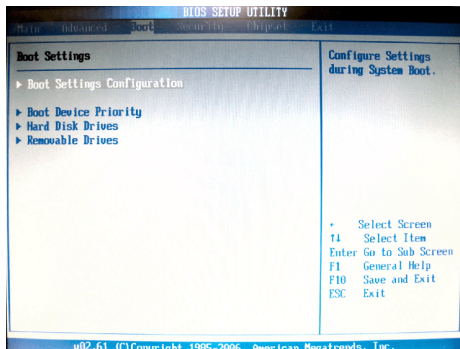 BIOS SETUP UTILITY
Main Advanced Boot Security Chipset Exit
Boot Settings
Boot Settings Configuration
Boot Device Priority
Hard Disk Drives
Removable Drives
Configure Settings
during System Boot.
Select Screen
↑↓ Select Item
Enter Go to Sub Screen
F1 General Help
F10 Save and Exit
ESC Exit
v02.61 (C)Copyright 1985-2006, American Megatrends, Inc.